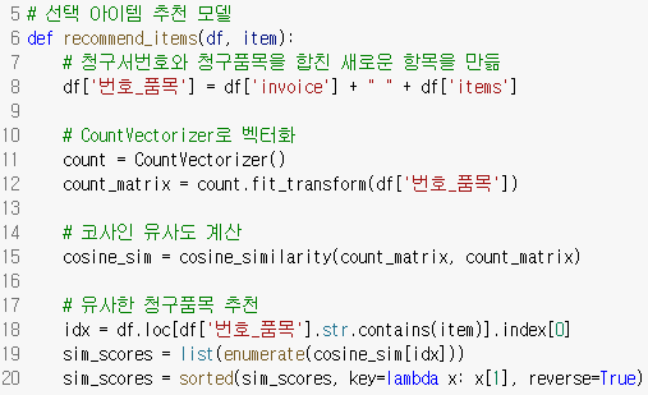 5 # 선택 아이템 추천 모델
6 def recommend_items(df, item):
7     # 청구서번호와 청구품목을 합친 새로운 항목을 만듦
8     df['번호_품목'] = df['invoice'] + " " + df['items']
9
10     # CountVectorizer로 벡터화
11     count = CountVectorizer()
12     count_matrix = count.fit_transform(df['번호_품목'])
13
14     # 코사인 유사도 계산
15     cosine_sim = cosine_similarity(count_matrix, count_matrix)
16
17     # 유사한 청구품목 추천
18     idx = df.loc[df['번호_품목'].str.contains(item)].index[0]
19     sim_scores = list(enumerate(cosine_sim[idx]))
20     sim_scores = sorted(sim_scores, key=lambda x: x[1], reverse=True)